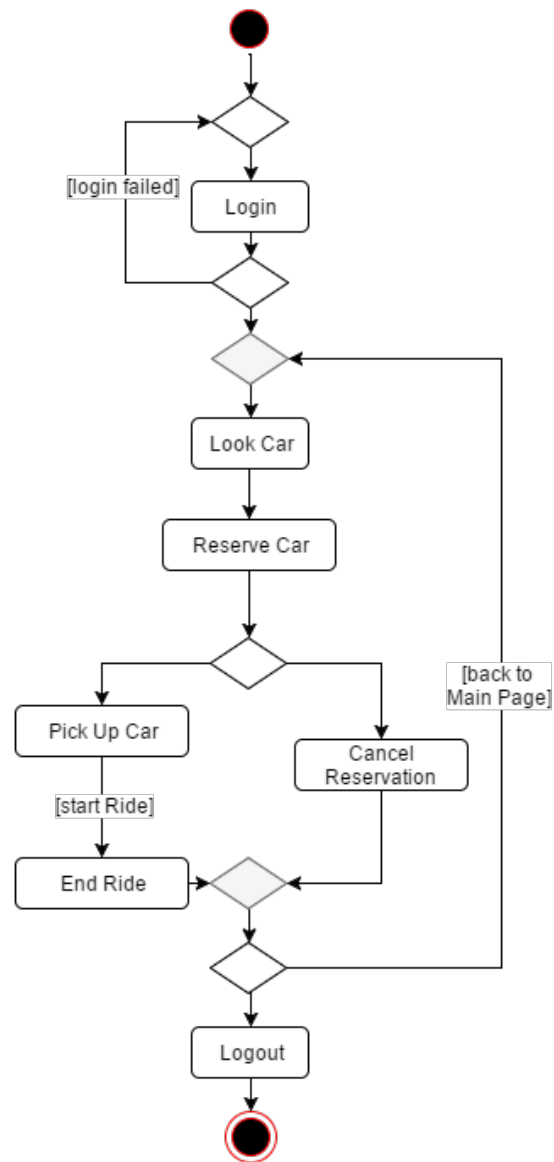 [login failed]
Login
Look Car
Reserve Car
[back to
Main Page]
Pick Up Car
Cancel
Reservation
[start Ride]
End Ride
Logout